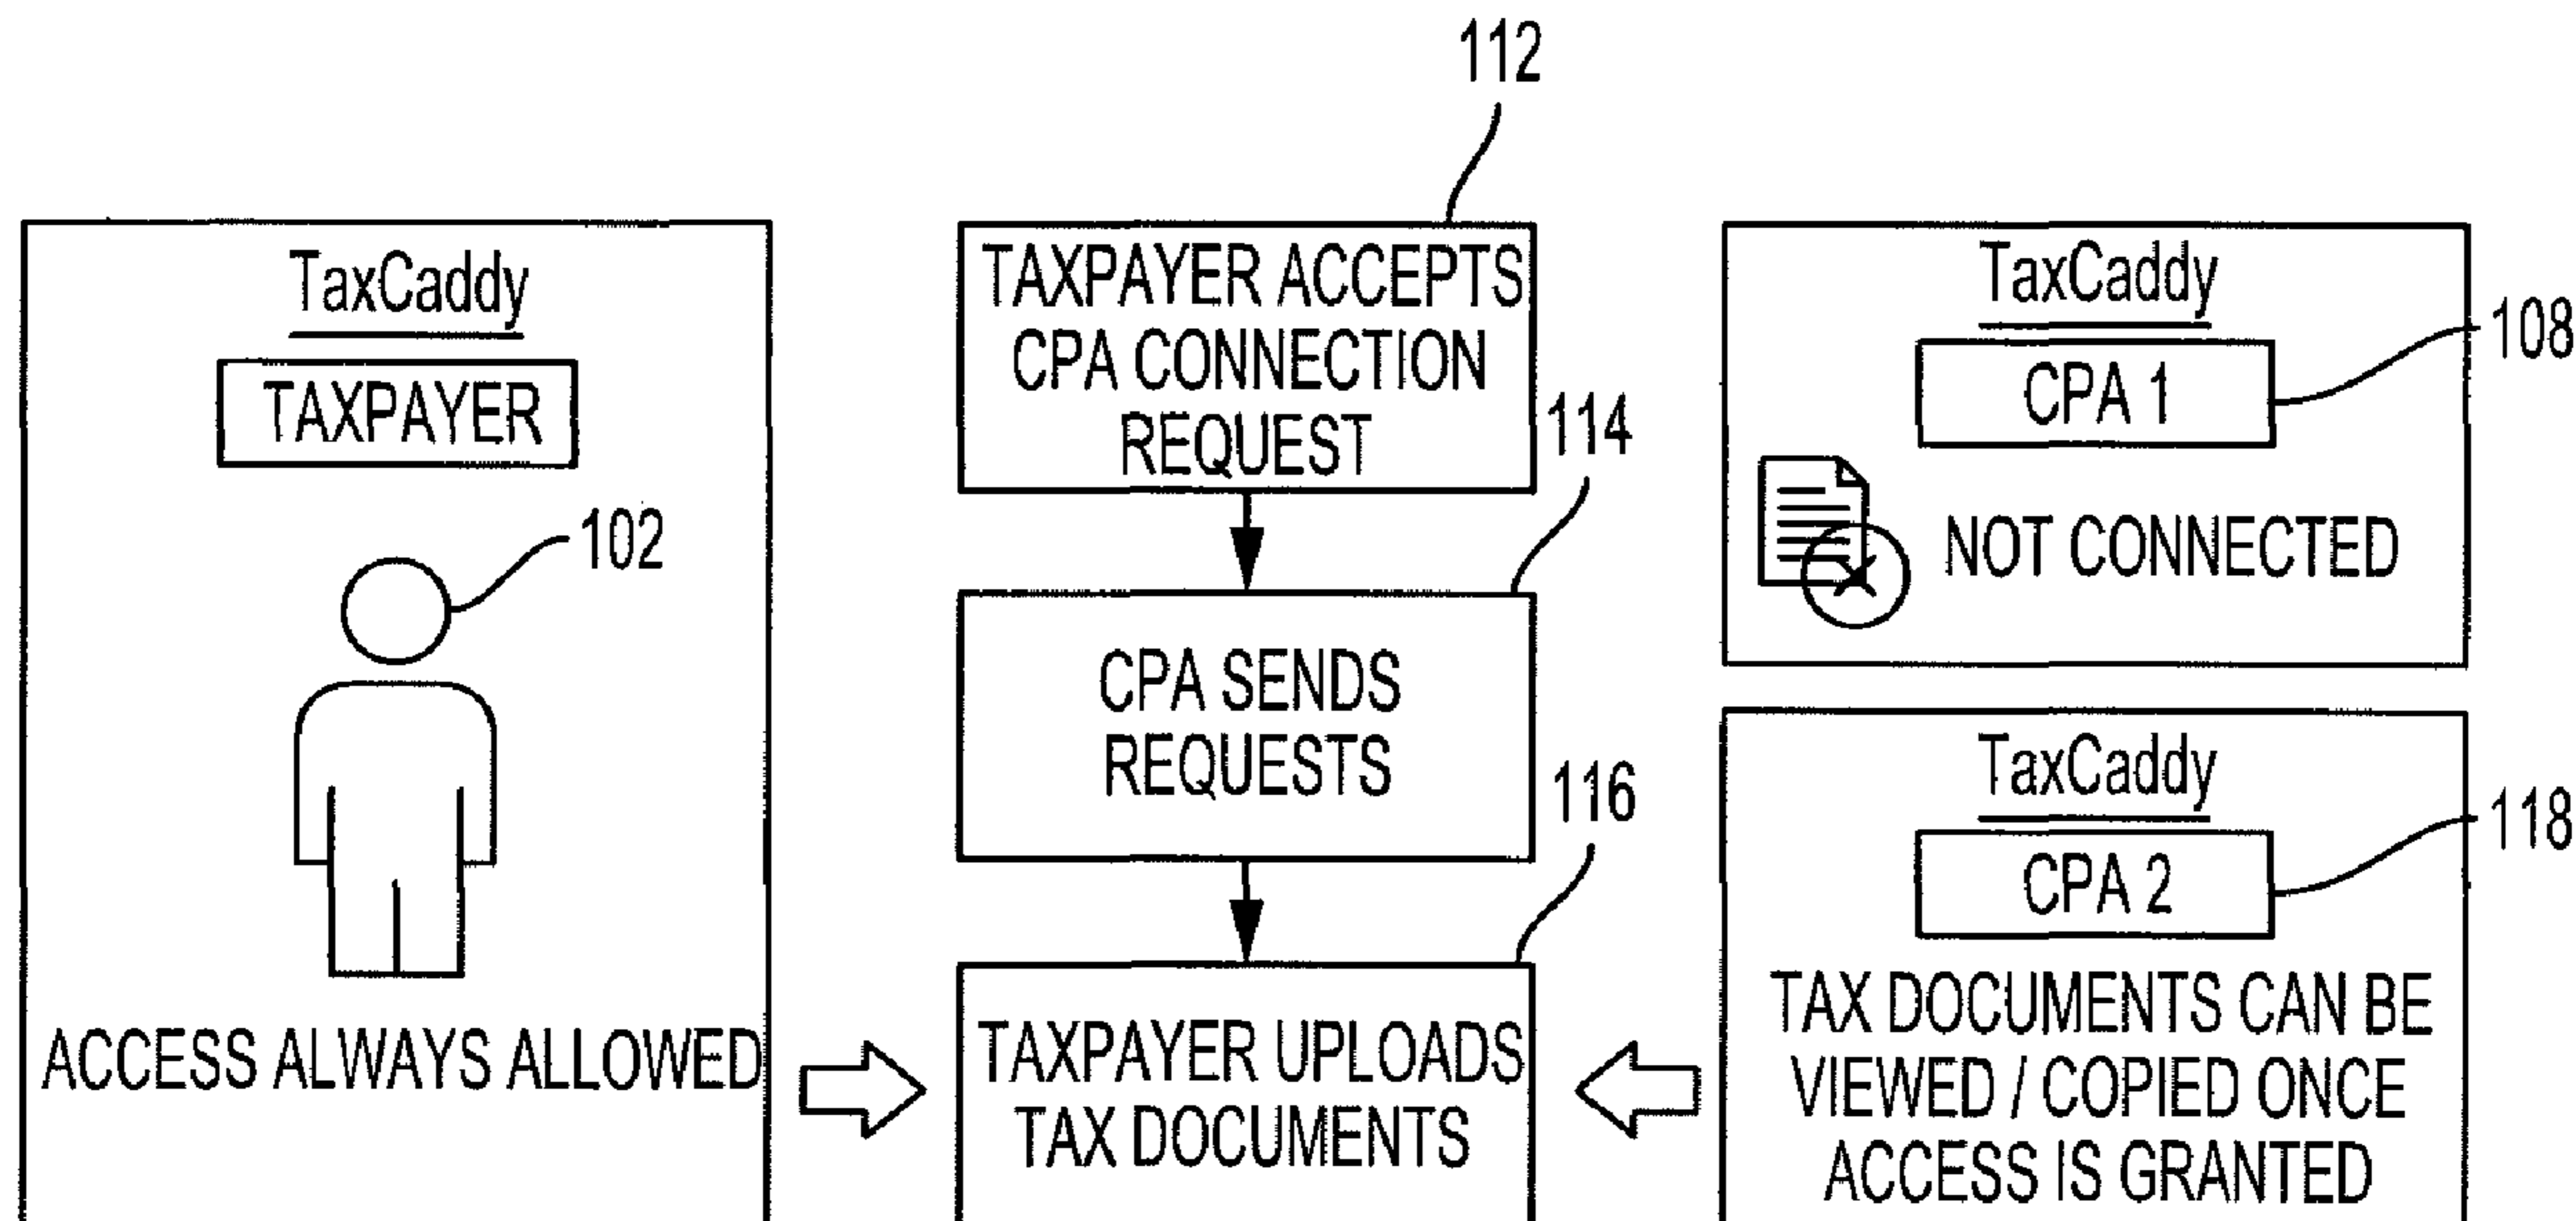 112
TaxCaddy
TAXPAYER
102
ACCESS ALWAYS ALLOWED
TAXPAYER ACCEPTS
CPA CONNECTION
REQUEST
114
CPA SENDS
REQUESTS
116
TAXPAYER UPLOADS
TAX DOCUMENTS
TaxCaddy
CPA 1
108
NOT CONNECTED
TaxCaddy
CPA 2
118
TAX DOCUMENTS CAN BE
VIEWED / COPIED ONCE
ACCESS IS GRANTED